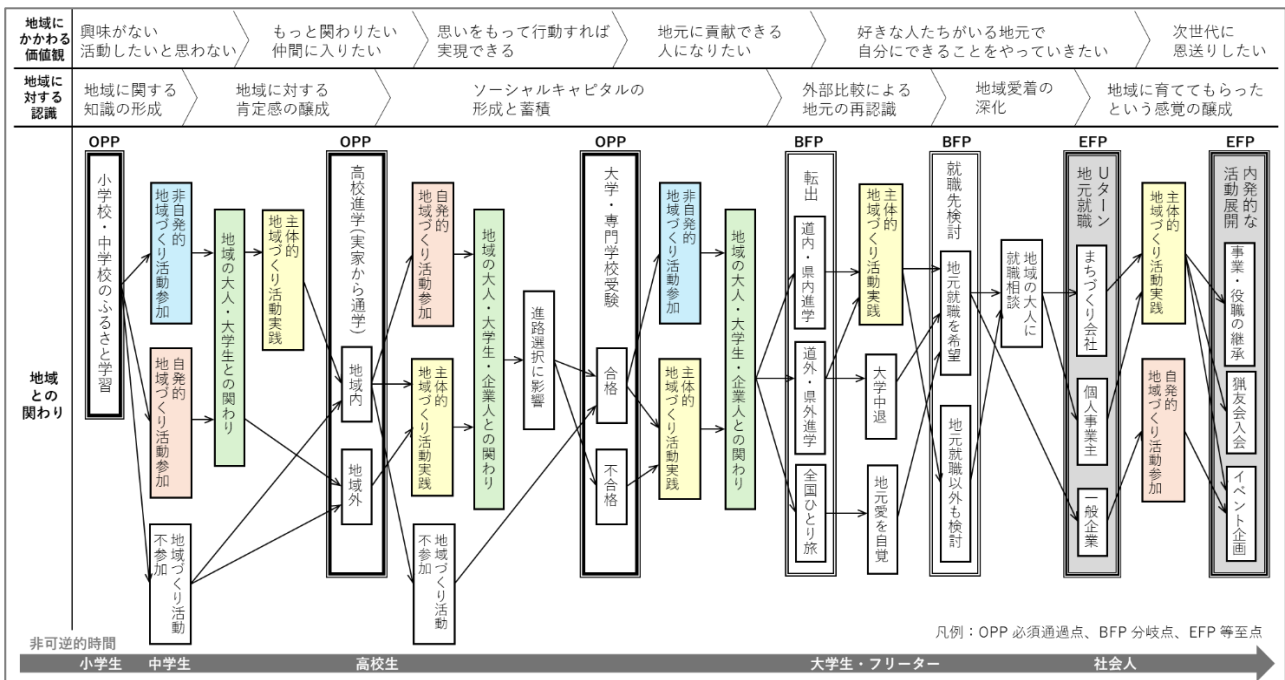 地域に
かかわる
価値観
興味がない
活動したいと思わない
もっと関わりたい
仲間に入りたい
思いをもって行動すれば
実現できる
地元に貢献できる
人になりたい
好きな人たちがいる地元で
自分にできることをやっていきたい
次世代に
恩送りしたい
地域に
対する
認識
地域に関する
知識の形成
地域に対する
肯定感の醸成
ソーシャルキャピタルの
形成と蓄積
外部比較による
地元の再認識
地域愛着の
深化
地域に育ててもらった
という感覚の醸成
地域
との
関わり
OPP
小学校・中学校のふるさと学習
非自発的
地域づくり活動参加
自発的
地域づくり活動参加
地域づくり活動
不参加
地域の大人・大学生との関わり
主体的
地域づくり活動実践
OPP
高校進学(実家から通学)
地域内
地域外
自発的
地域づくり活動参加
主体的
地域づくり活動実践
地域づくり活動
不参加
地域の大人・大学生・企業人との関わり
進路選択に影響
OPP
大学・専門学校受験
合格
不合格
非自発的
地域づくり活動参加
主体的
地域づくり活動実践
地域の大人・大学生・企業人との関わり
BFP
転出
道内・県内進学
道外・県外進学
全国ひとり旅
主体的
地域づくり活動実践
大学中退
地元愛を自覚
BFP
就職先検討
地元就職を希望
地元就職以外も検討
地域の大人に
就職相談
EFP
Uターン
地元就職
まちづくり会社
個人事業主
一般企業
主体的
地域づくり活動実践
自発的
地域づくり活動参加
EFP
内発的な
活動展開
事業・役職の継承
猟友会入会
イベント企画
凡例:OPP 必須通過点、BFP 分岐点、EFP 等至点
非可逆的時間
小学生
中学生
高校生
大学生・フリーター
社会人